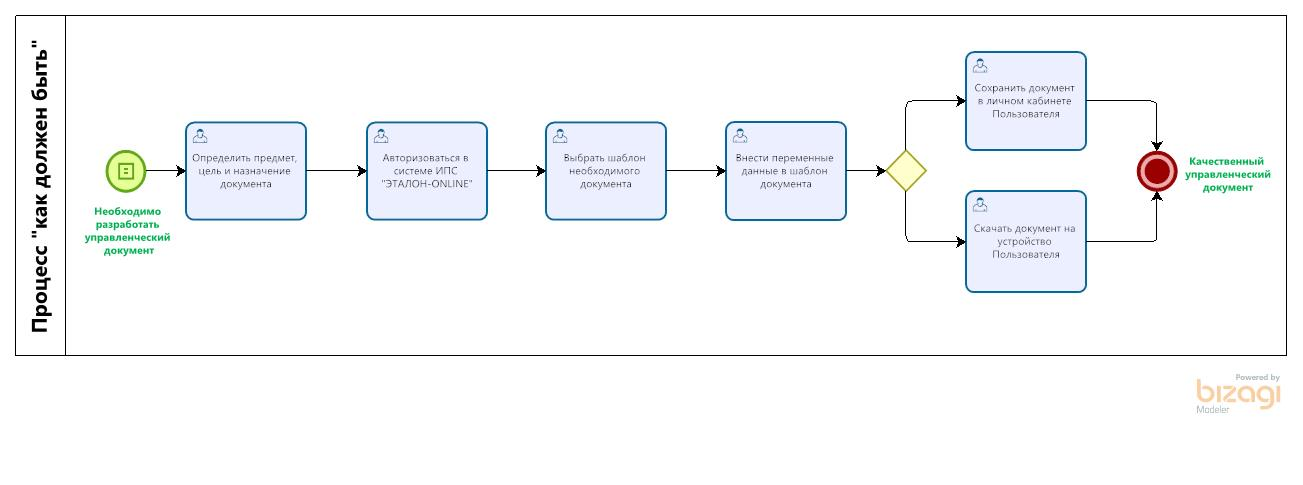 Процесс "как должен быть"
Необходимо
разработать
управленческий
документ
Определить предмет,
цель и назначение
документа
Авторизоваться в
системе ИПС
"ЭТАЛОН-ONLINE"
Выбрать шаблон
необходимого
документа
Внести переменные
данные в шаблон
документа
Сохранить документ
в личном кабинете
Пользователя
Скачать документ на
устройство
Пользователя
Качественный
управленческий
документ
Powered by
bizagi
Modeler